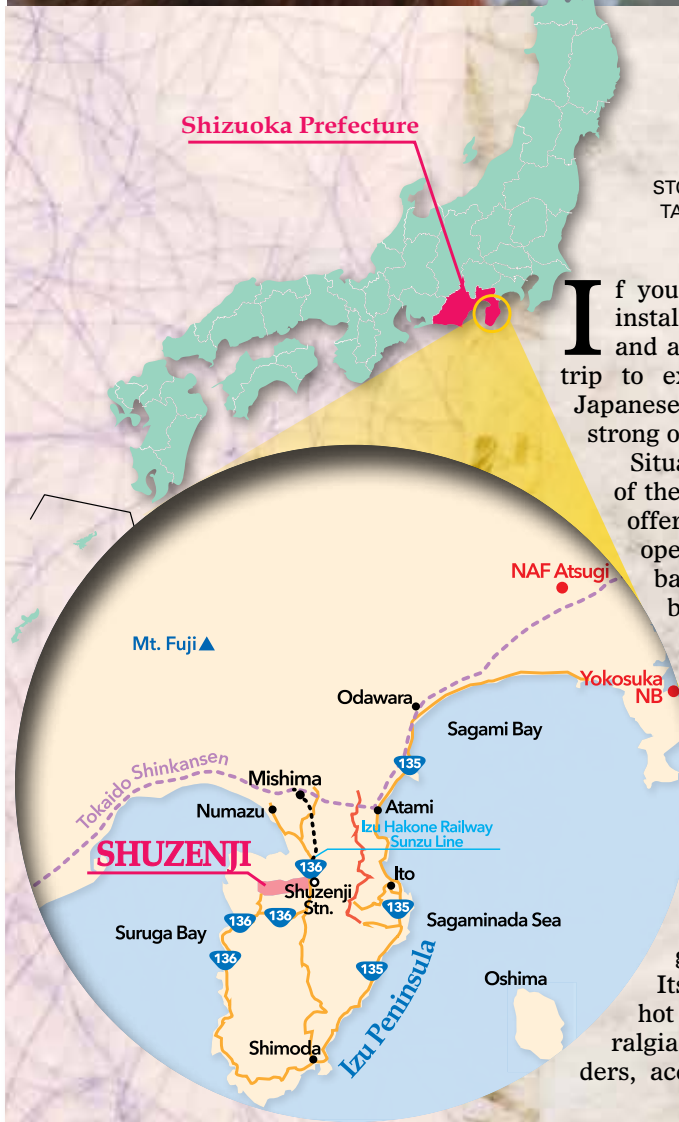 Shizuoka Prefecture
STO
TA
If you
instal
and a
trip to ex
Japanese
strong o
Situa
of the
offer
ope
ba
b
NAF Atsugi
Mt. Fuji
Yokosuka
NB
Odawara
Sagami Bay
135
Tokaido Shinkansen
Mishima
Numazu
Atami
Izu Hakone Railway
Sunzu Line
SHUZENJI
136
Shuzenji
Stn.
Ito
135
136
136
Suruga Bay
Sagaminada Sea
136
135
Izu Peninsula
Oshima
Shimoda
g
Its
hot
ralgia
ders, acc